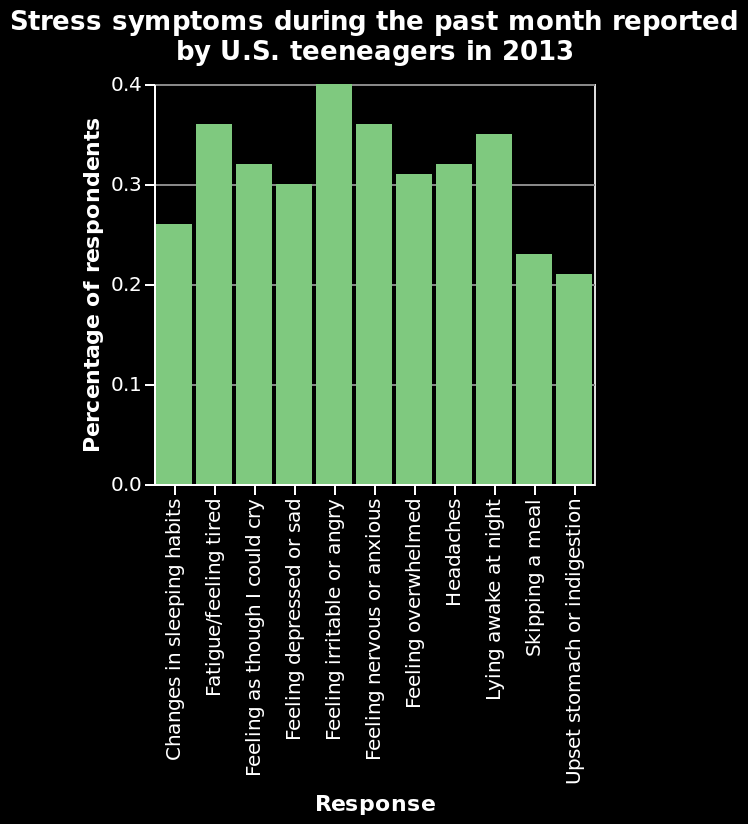 Stress symptoms during the past month reported
by U.S. teeneagers in 2013
Percentage of respondents
0.4
0.3
0.2
0.1
0.0
Changes in sleeping habits
Fatigue/feeling tired
Feeling as though I could cry
Feeling depressed or sad
Feeling irritable or angry
Feeling nervous or anxious
Feeling overwhelmed
Headaches
Lying awake at night
Skipping a meal
Upset stomach or indigestion
Response